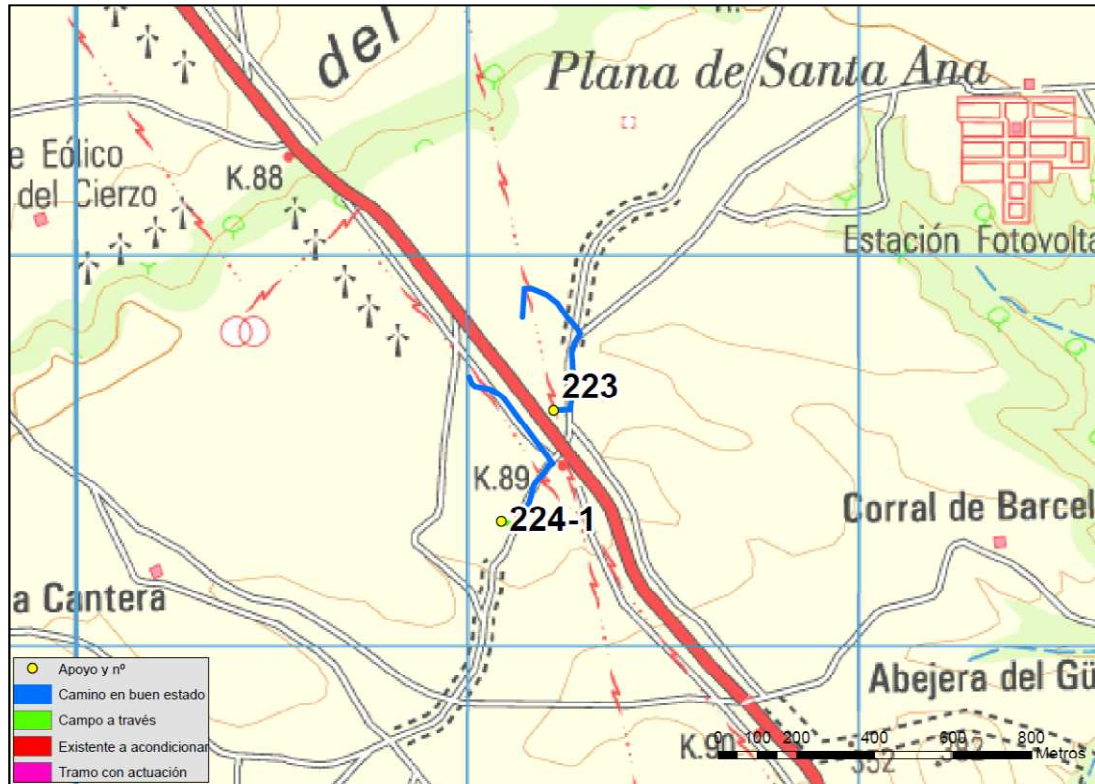 del
Plana de Santa Ana
e Eólico
del Cierzo
K.88
Estación Fotovolta
223
K.89
224-1
Corral de Barcel
a Cantera
Abejera del Gü
K.90
352
382
Apoyo y nº
Camino en buen estado
Campo a través
Existente a acondicionar
Tramo con actuación
0 100 200 400 600 800
Metros